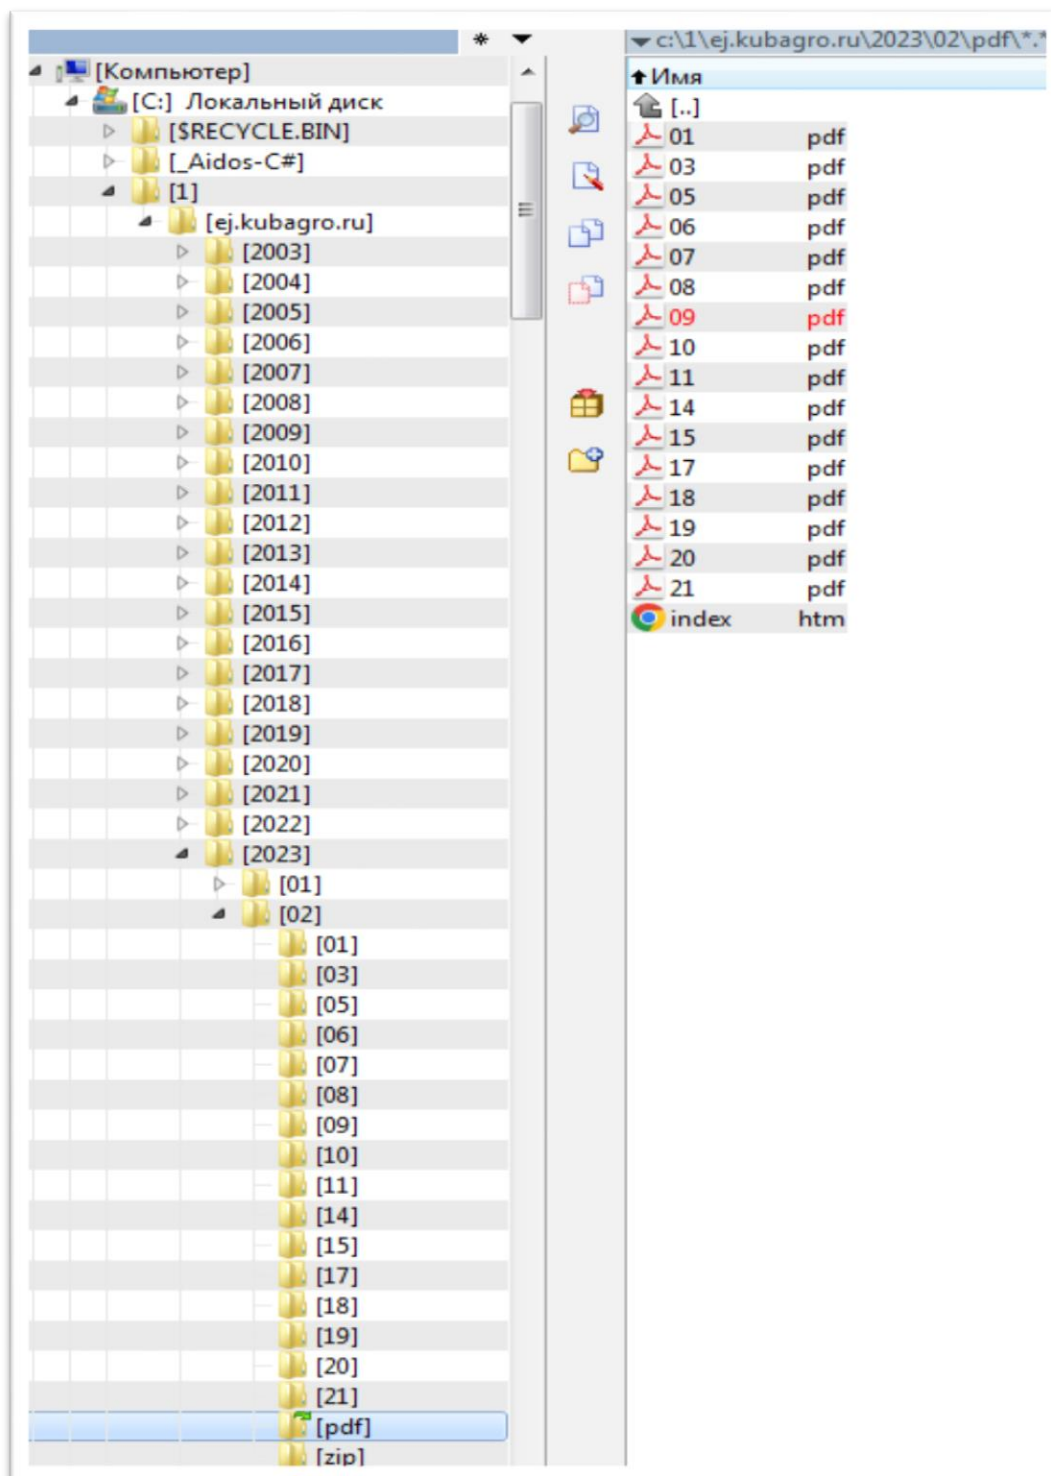 [Компьютер]
[C:] Локальный диск
[$RECYCLE.BIN]
[_Aidos-C#]
[1]
[ej.kubagro.ru]
[2003]
[2004]
[2005]
[2006]
[2007]
[2008]
[2009]
[2010]
[2011]
[2012]
[2013]
[2014]
[2015]
[2016]
[2017]
[2018]
[2019]
[2020]
[2021]
[2022]
[2023]
[01]
[02]
[01]
[03]
[05]
[06]
[07]
[08]
[09]
[10]
[11]
[14]
[15]
[17]
[18]
[19]
[20]
[21]
[pdf]
[zip]
c:\1\ej.kubagro.ru\2023\02\pdf\*.*
Имя
[..]
01 pdf
03 pdf
05 pdf
06 pdf
07 pdf
08 pdf
09 pdf
10 pdf
11 pdf
14 pdf
15 pdf
17 pdf
18 pdf
19 pdf
20 pdf
21 pdf
index htm